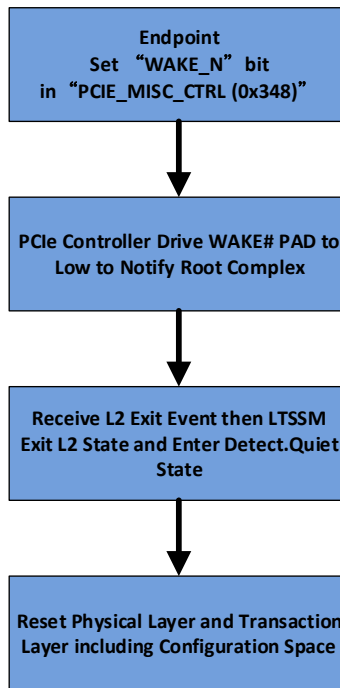 Endpoint
Set “WAKE_N” bit
in “PCIE_MISC_CTRL (0x348)”
PCIe Controller Drive WAKE# PAD to
Low to Notify Root Complex
Receive L2 Exit Event then LTSSM
Exit L2 State and Enter Detect.Quiet
State
Reset Physical Layer and Transaction
Layer including Configuration Space